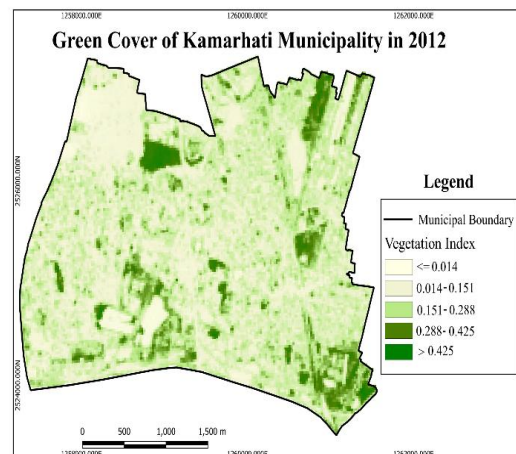 1258000.000E 1260000.000E 1262000.000E
Green Cover of Kamarhati Municipality in 2012
2526000.000N
2524000.000N
Legend
Municipal Boundary
Vegetation Index
<= 0.014
0.014-0.151
0.151-0.288
0.288- 0.425
> 0.425
0 500 1,000 1,500 m